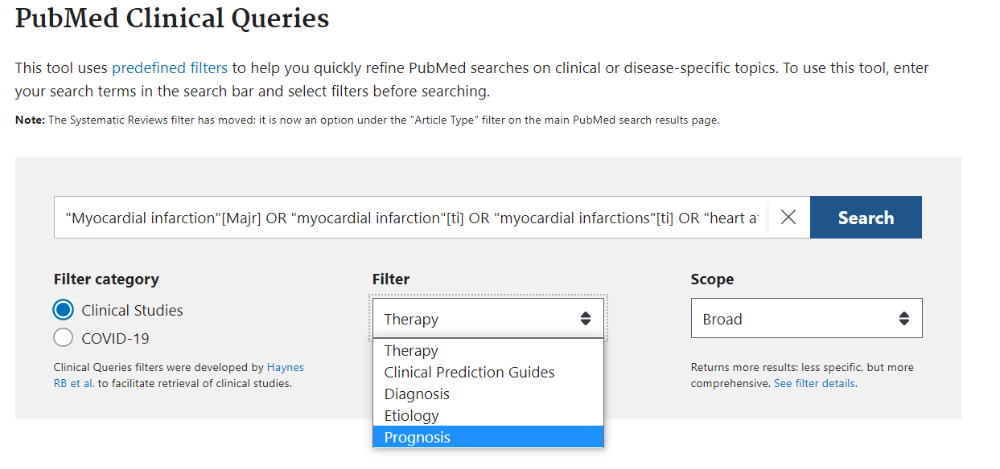 PubMed Clinical Queries
This tool uses predefined filters to help you quickly refine PubMed searches on clinical or disease-specific topics. To use this tool, enter
your search terms in the search bar and select filters before searching.
Note: The Systematic Reviews filter has moved; it is now an option under the "Article Type" filter on the main PubMed search results page.
"Myocardial infarction"[Majr] OR "myocardial infarction"[ti] OR "myocardial infarctions"[ti] OR "heart
Search
Filter category
Clinical Studies
COVID-19
Clinical Queries filters were developed by Haynes
RB et al. to facilitate retrieval of clinical studies.
Filter
Therapy
Therapy
Clinical Prediction Guides
Diagnosis
Etiology
Prognosis
Scope
Broad
Returns more results: less specific, but more
comprehensive. See filter details.